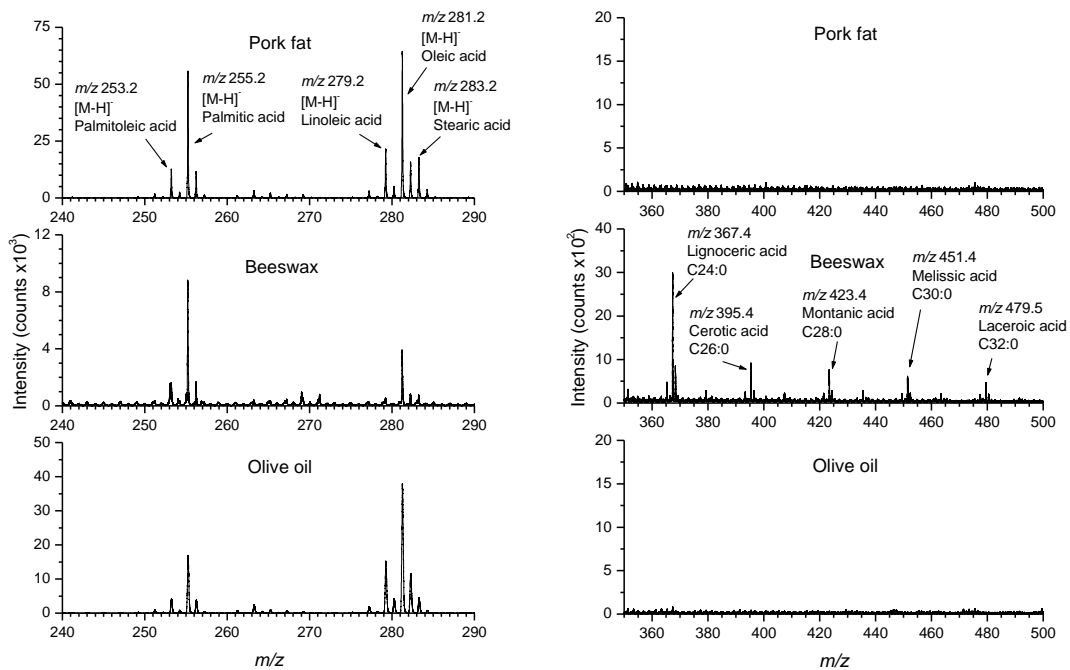 Pork fat
m/z 281.2
[M-H]-
Oleic acid
m/z 253.2
[M-H]-
Palmitoleic acid
m/z 255.2
[M-H]-
Palmitic acid
m/z 279.2
[M-H]-
Linoleic acid
m/z 283.2
[M-H]-
Stearic acid
75
50
25
0
240 250 260 270 280 290
Intensity (counts x10³)
Beeswax
12
8
4
0
240 250 260 270 280 290
Olive oil
50
40
30
20
10
0
240 250 260 270 280 290
m/z
Pork fat
20
15
10
5
0
360 380 400 420 440 460 480 500
Intensity (counts x10²)
Beeswax
m/z 367.4
Lignoceric acid
C24:0
m/z 395.4
Cerotic acid
C26:0
m/z 423.4
Montanic acid
C28:0
m/z 451.4
Melissic acid
C30:0
m/z 479.5
Laceroic acid
C32:0
40
30
20
10
0
360 380 400 420 440 460 480 500
Olive oil
20
15
10
5
0
360 380 400 420 440 460 480 500
m/z